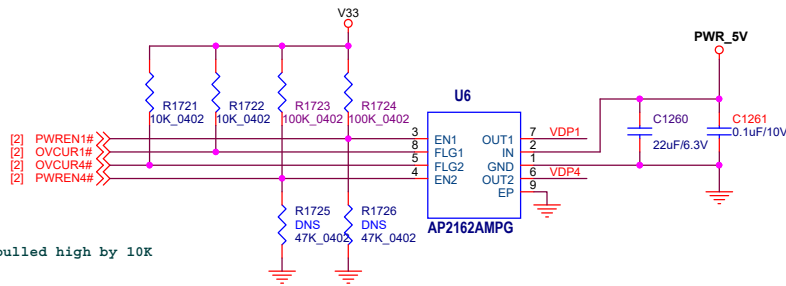 V33
PWR_5V
R1721
10K_0402
R1722
10K_0402
R1723
100K_0402
R1724
100K_0402
U6
C1260
22uF/6.3V
C1261
0.1uF/10V
[2] PWREN1#
[2] OVCUR1#
[2] OVCUR4#
[2] PWREN4#
3 EN1 OUT1 7 VDP1
8 FLG1 IN 2
5 FLG2 GND 1
4 EN2 OUT2 6 VDP4
EP 9
AP2162AMPG
R1725
DNS
47K_0402
R1726
DNS
47K_0402
pulled high by 10K